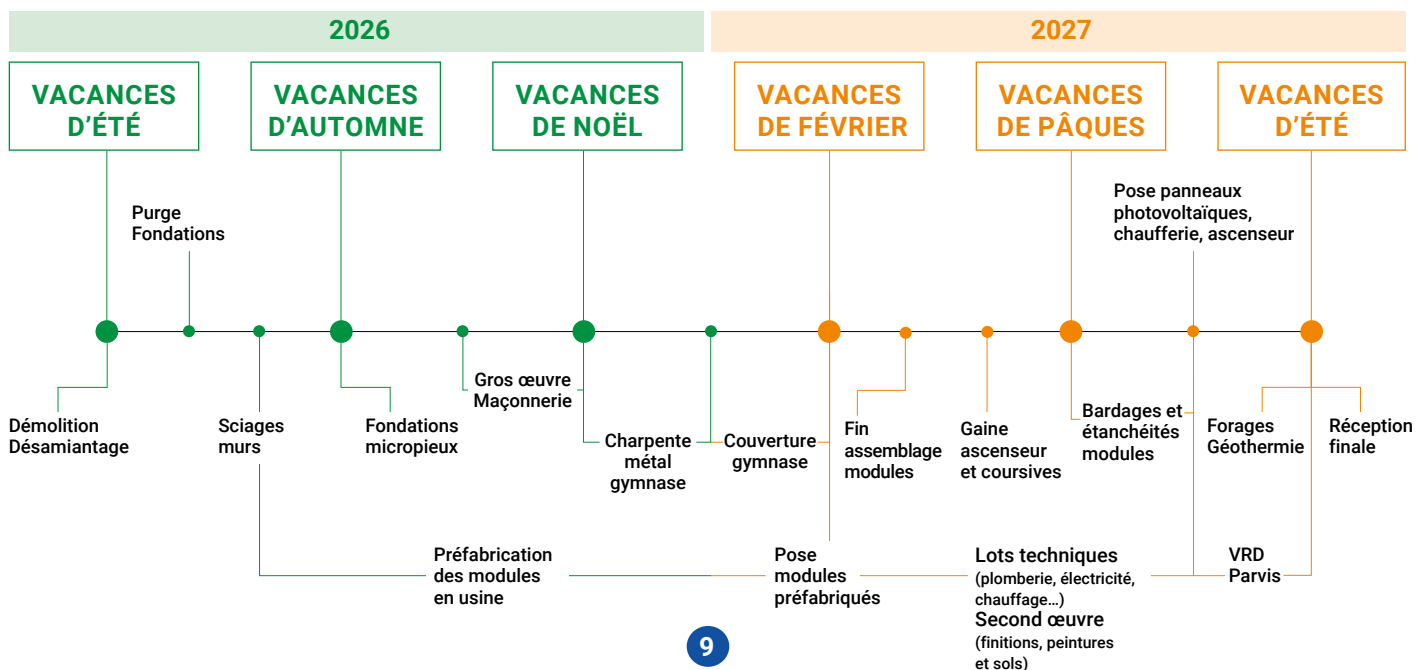 2026
2027
VACANCES
D'ÉTÉ
VACANCES
D'AUTOMNE
VACANCES
DE NOËL
VACANCES
DE FÉVRIER
VACANCES
DE PÂQUES
VACANCES
D'ÉTÉ
Purge
Fondations
Pose panneaux
photovoltaïques,
chaufferie, ascenseur
Démolition
Désamiantage
Sciages
murs
Fondations
micropieux
Gros œuvre
Maçonnerie
Charpente
métal
gymnase
Couverture
gymnase
Fin
assemblage
modules
Gaine
ascenseur
et coursives
Bardages et
étanchéités
modules
Forages
Géothermie
Réception
finale
Préfabrication
des modules
en usine
Pose
modules
préfabriqués
Lots techniques
(plomberie, électricité,
chauffage…)
Second œuvre
(finitions, peintures
et sols)
VRD
Parvis
9